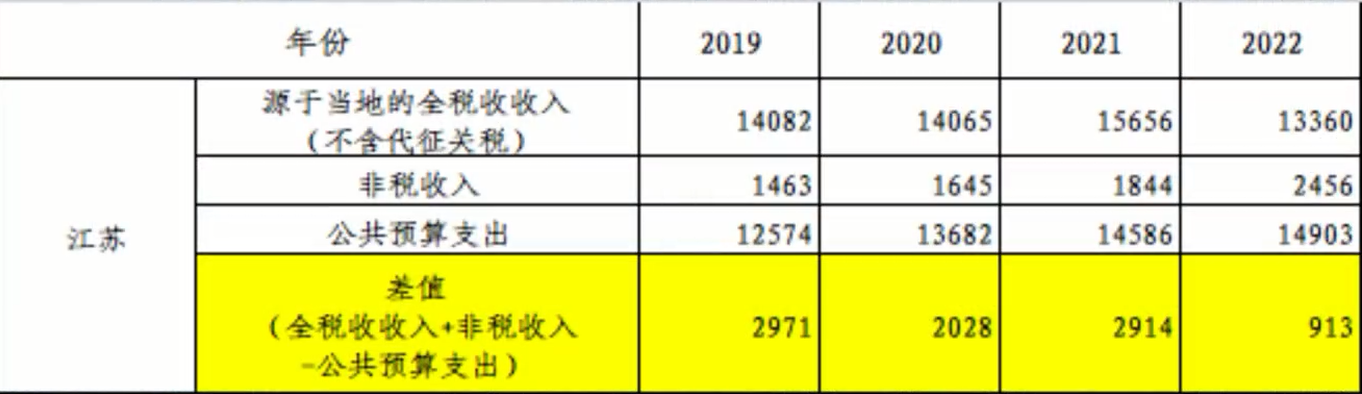 年份 2019 2020 2021 2022
源于当地的全税收收入
(不含代征关税) 14082 14065 15656 13360
非税收入 1463 1645 1844 2456
江苏
公共预算支出 12574 13682 14586 14903
差值
(全税收收入+非税收入 2971 2028 2914 913
-公共预算支出)